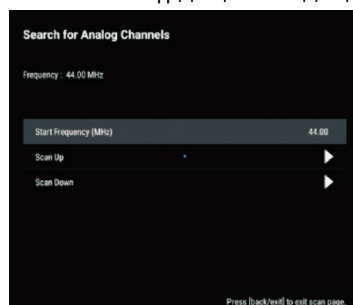 Search for Analog Channels
Frequency : 44.00 MHz
Start Frequency (MHz) 44.00
Scan Up
Scan Down
Press [back/exit] to exit scan page.